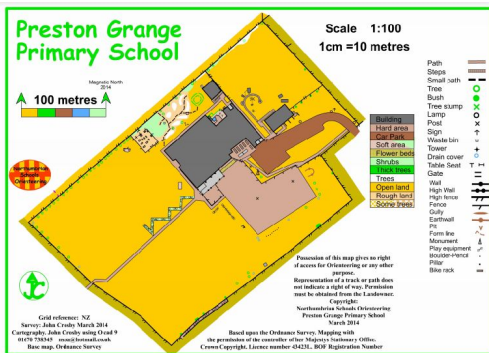 Preston Grange
Primary School
Scale 1:100
1cm =10 metres
Magnetic North
2014
100 metres
Northumbrian
Schools
Orienteering
Building
Hard area
Car Park
Soft area
Flower beds
Shrubs
Thick trees
Trees
Open land
Rough land
Some trees
Path
Steps
Small path
Tree
Bush
Tree stump
Lamp
Post
Sign
Waste bin
Tower
Drain cover
Table Seat
Gate
Wall
High Wall
High fence
Fence
Gully
Earthwall
Pit
Form line
Monument
Play equipment
Boulder-Pencil
Pillar
Bike rack
Possession of this map gives no right
of access for Orienteering or any other
purpose.
Representation of a track or path does
not indicate a right of way. Permission
must be obtained from the Landowner.
Copyright:
Northumbrian Schools Orienteering
Preston Grange Primary School
March 2014
Grid reference: NZ
Survey: John Crosby March 2014
Cartography. John Crosby using Ocad 9
01670 738345
Base map. Ordnance Survey
Based upon the Ordnance Survey. Mapping with
the permission of the controller of her Majestys Stationery Office.
Crown Copyright, Licence number 43423L. BOF Registration Number